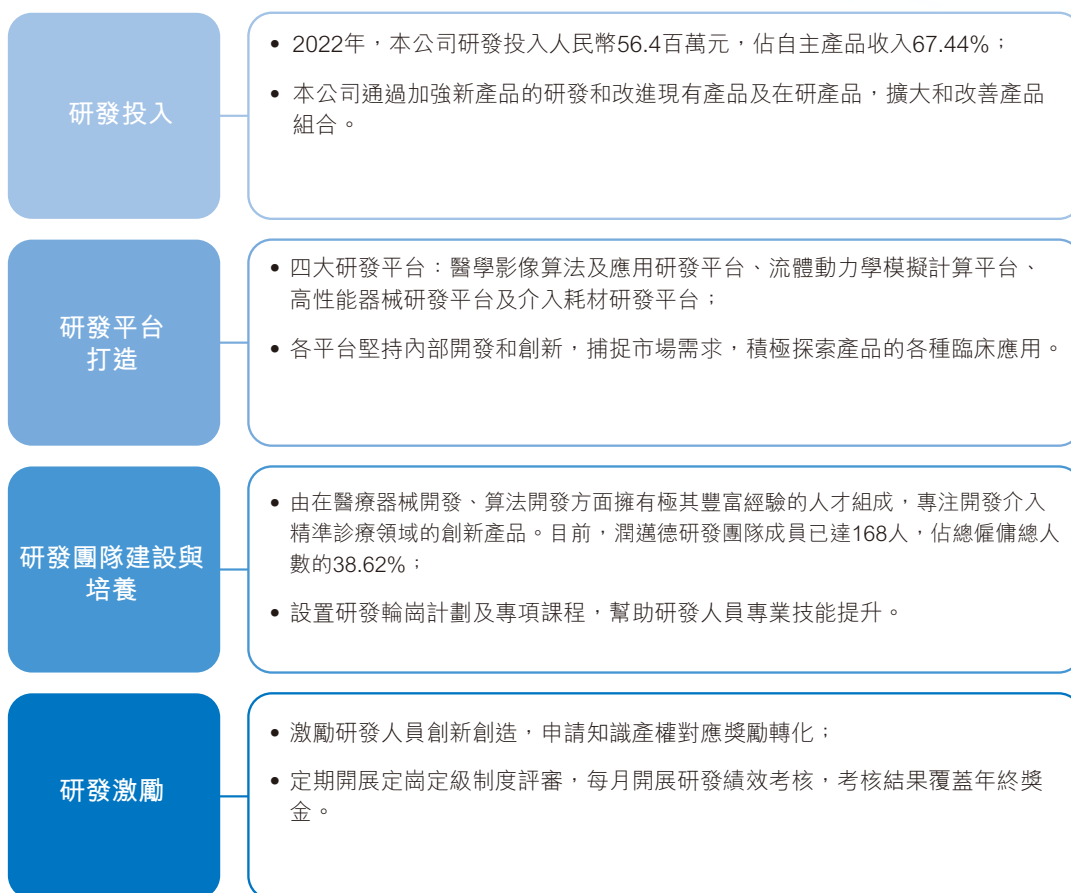 研發投入
• 2022年，本公司研發投入人民幣56.4百萬元，佔自主產品收入67.44%；
• 本公司通過加強新產品的研發和改進現有產品及在研產品，擴大和改善產品
組合。
研發平台
打造
• 四大研發平台：醫學影像算法及應用研發平台、流體動力學模擬計算平台、
高性能器械研發平台及介入耗材研發平台；
• 各平台堅持內部開發和創新，捕捉市場需求，積極探索產品的各種臨床應用。
研發團隊建設與
培養
• 由在醫療器械開發、算法開發方面擁有極其豐富經驗的人才組成，專注開發介入
精準診療領域的創新產品。目前，潤邁德研發團隊成員已達168人，佔總僱傭總人
數的38.62%；
• 設置研發輪崗計劃及專項課程，幫助研發人員專業技能提升。
研發激勵
• 激勵研發人員創新創造，申請知識產權對應獎勵轉化；
• 定期開展定崗定級制度評審，每月開展研發績效考核，考核結果覆蓋年終獎
金。